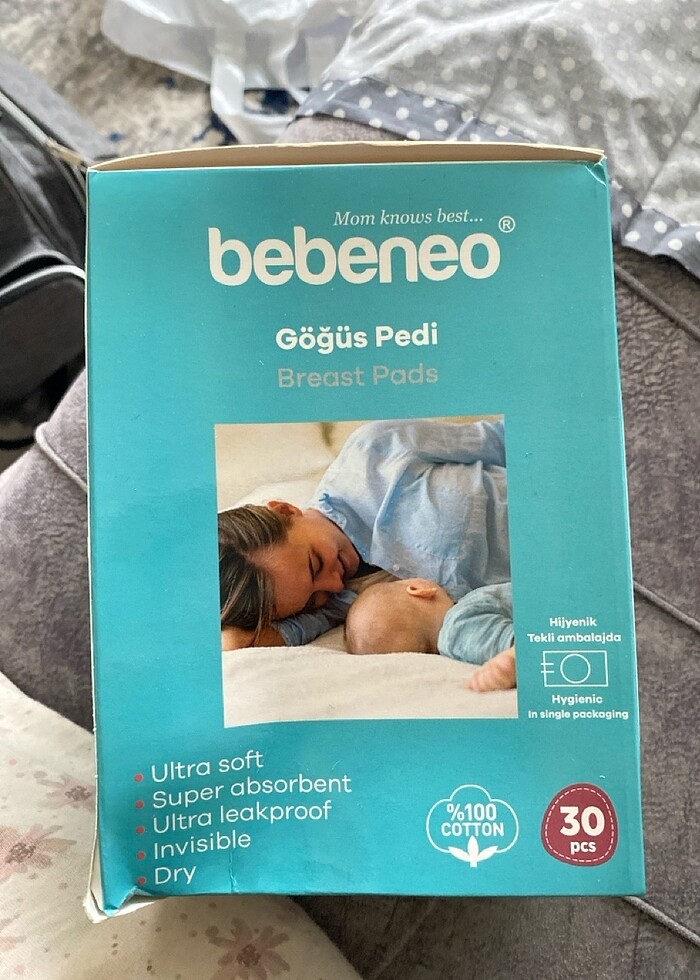 Mom knows best...
bebeneo®
Göğüs Pedi
Breast Pads
Hijyenik
Tekli ambalajda
Hygienic
In single packaging
• Ultra soft
• Super absorbent
• Ultra leakproof
• Invisible
• Dry
%100
COTTON
30
pcs